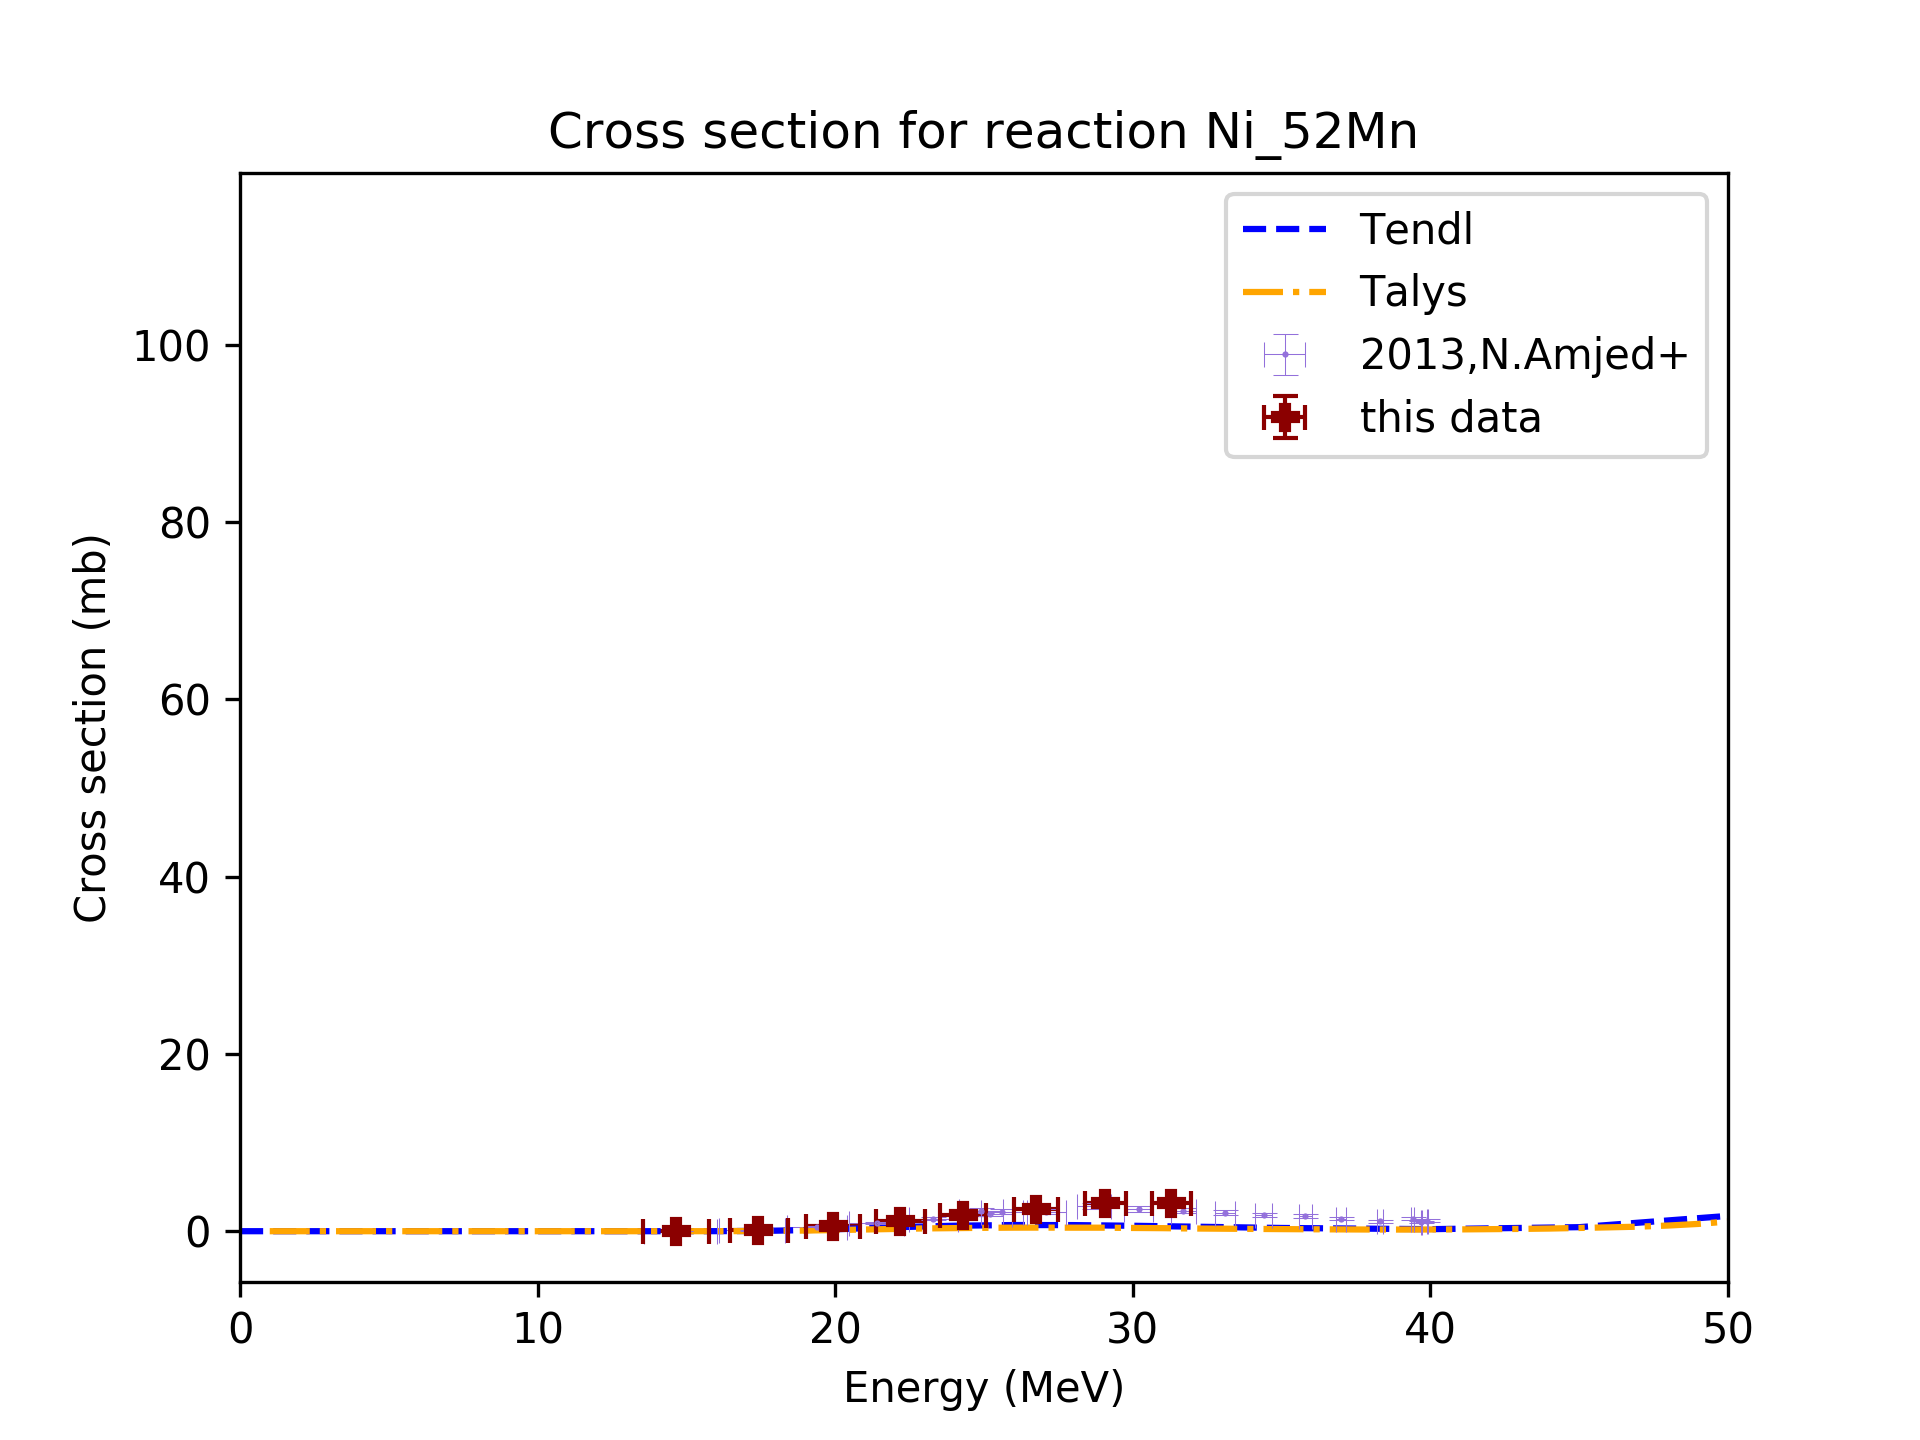 Cross section for reaction Ni_52Mn
Tendl
Talys
2013,N.Amjed+
this data
Cross section (mb)
100
80
60
40
20
0
0 10 20 30 40 50
Energy (MeV)